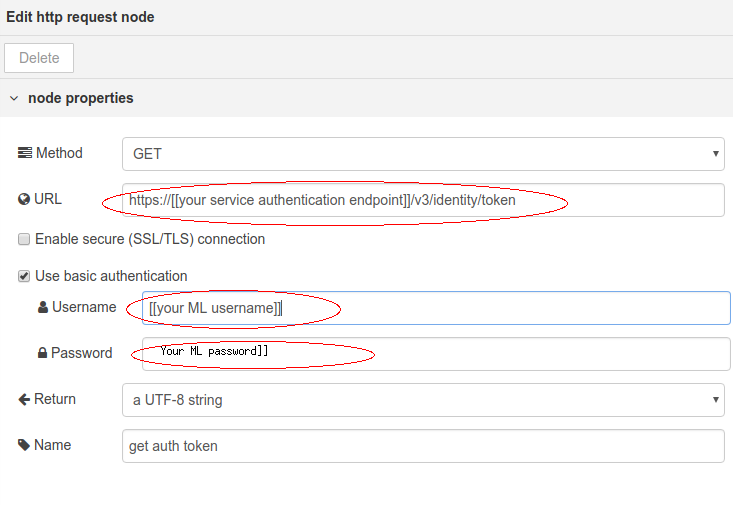 Edit http request node
Delete
node properties
Method GET
URL https://[[your service authentication endpoint]]/v3/identity/token
Enable secure (SSL/TLS) connection
Use basic authentication
Username [[your ML username]]
Password Your ML password]]
Return a UTF-8 string
Name get auth token